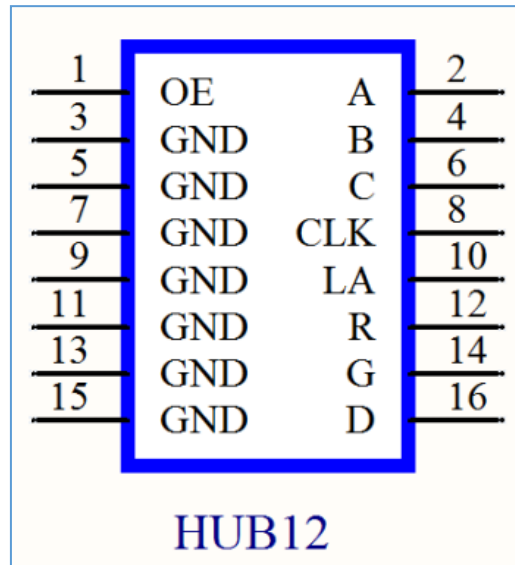 1 OE A 2
3 GND B 4
5 GND C 6
7 GND CLK 8
9 GND LA 10
11 GND R 12
13 GND G 14
15 GND D 16
HUB12